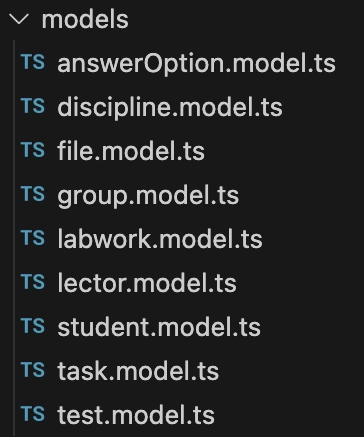 models
TS answerOption.model.ts
TS discipline.model.ts
TS file.model.ts
TS group.model.ts
TS labwork.model.ts
TS lector.model.ts
TS student.model.ts
TS task.model.ts
TS test.model.ts